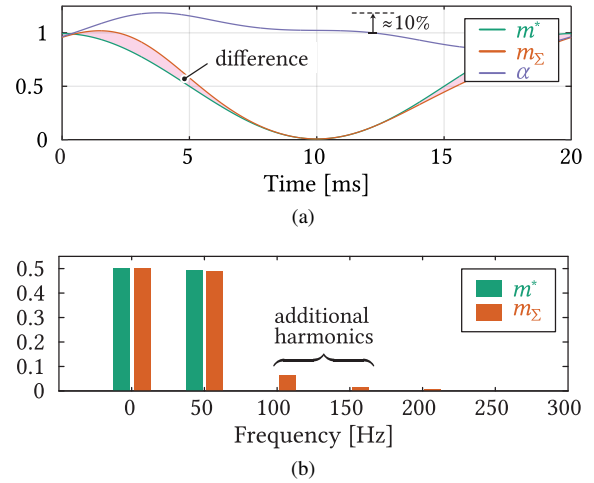 1
0.5
0
≈10%
difference
m*
mΣ
α
0 5 10 15 20
Time [ms]
(a)
0.5
0.4
0.3
0.2
0.1
0
additional
harmonics
m*
mΣ
0 50 100 150 200 250 300
Frequency [Hz]
(b)